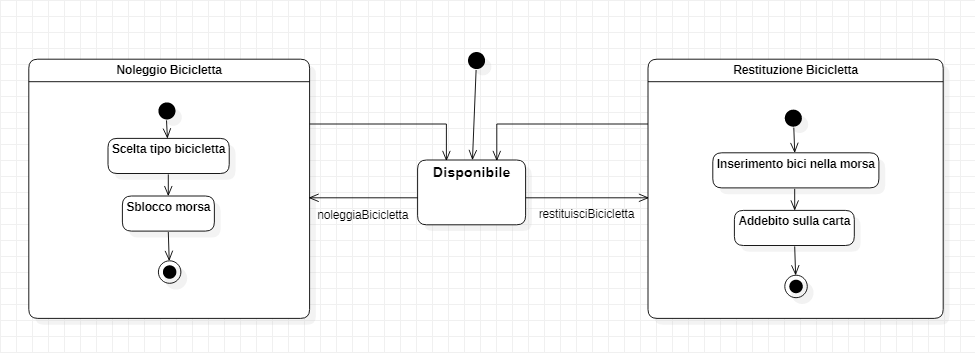 Noleggio Bicicletta
Scelta tipo bicicletta
Sblocco morsa
Disponibile
noleggiaBicicletta
restituisciBicicletta
Restituzione Bicicletta
Inserimento bici nella morsa
Addebito sulla carta